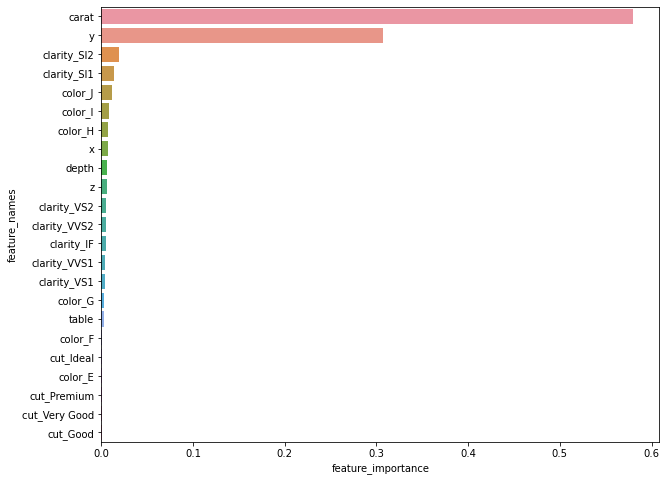 carat
y
clarity_SI2
clarity_SI1
color_J
color_I
color_H
x
depth
z
clarity_VS2
clarity_VVS2
clarity_IF
clarity_VVS1
clarity_VS1
color_G
table
color_F
cut_Ideal
color_E
cut_Premium
cut_Very Good
cut_Good
feature_names
0.0 0.1 0.2 0.3 0.4 0.5 0.6
feature_importance